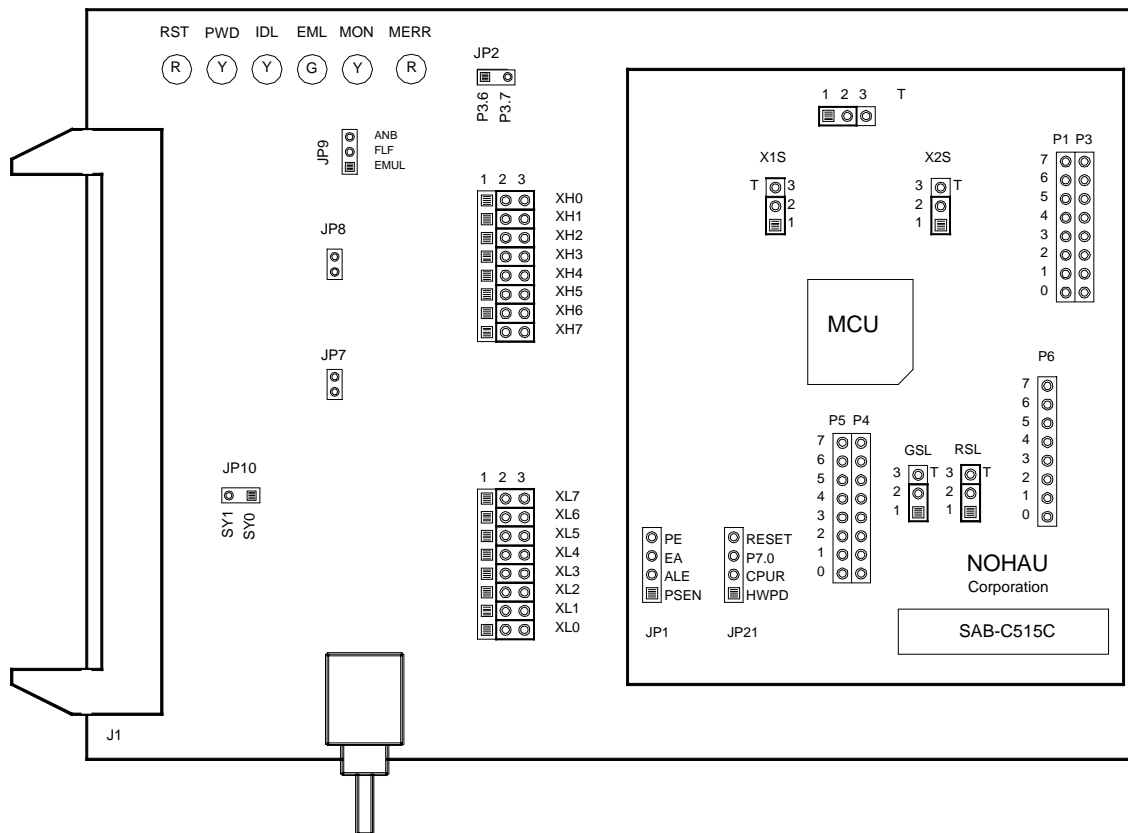 RST PWD IDL EML MON MERR
R Y Y G Y R
JP2
P3.6 P3.7
JP9
ANB
FLF
EMUL
1 2 3
XH0
XH1
XH2
XH3
XH4
XH5
XH6
XH7
JP8
JP7
JP10
SY1 SY0
1 2 3
XL7
XL6
XL5
XL4
XL3
XL2
XL1
XL0
J1
1 2 3 T
X1S
T 3
2
1
X2S
3 T
2
1
P1 P3
7
6
5
4
3
2
1
0
MCU
P6
7
6
5
4
3
2
1
0
P5 P4
7
6
5
4
3
2
1
0
GSL
3 T
2
1
RSL
3 T
2
1
PE
EA
ALE
PSEN
JP1
RESET
P7.0
CPUR
HWPD
JP21
NOHAU
Corporation
SAB-C515C